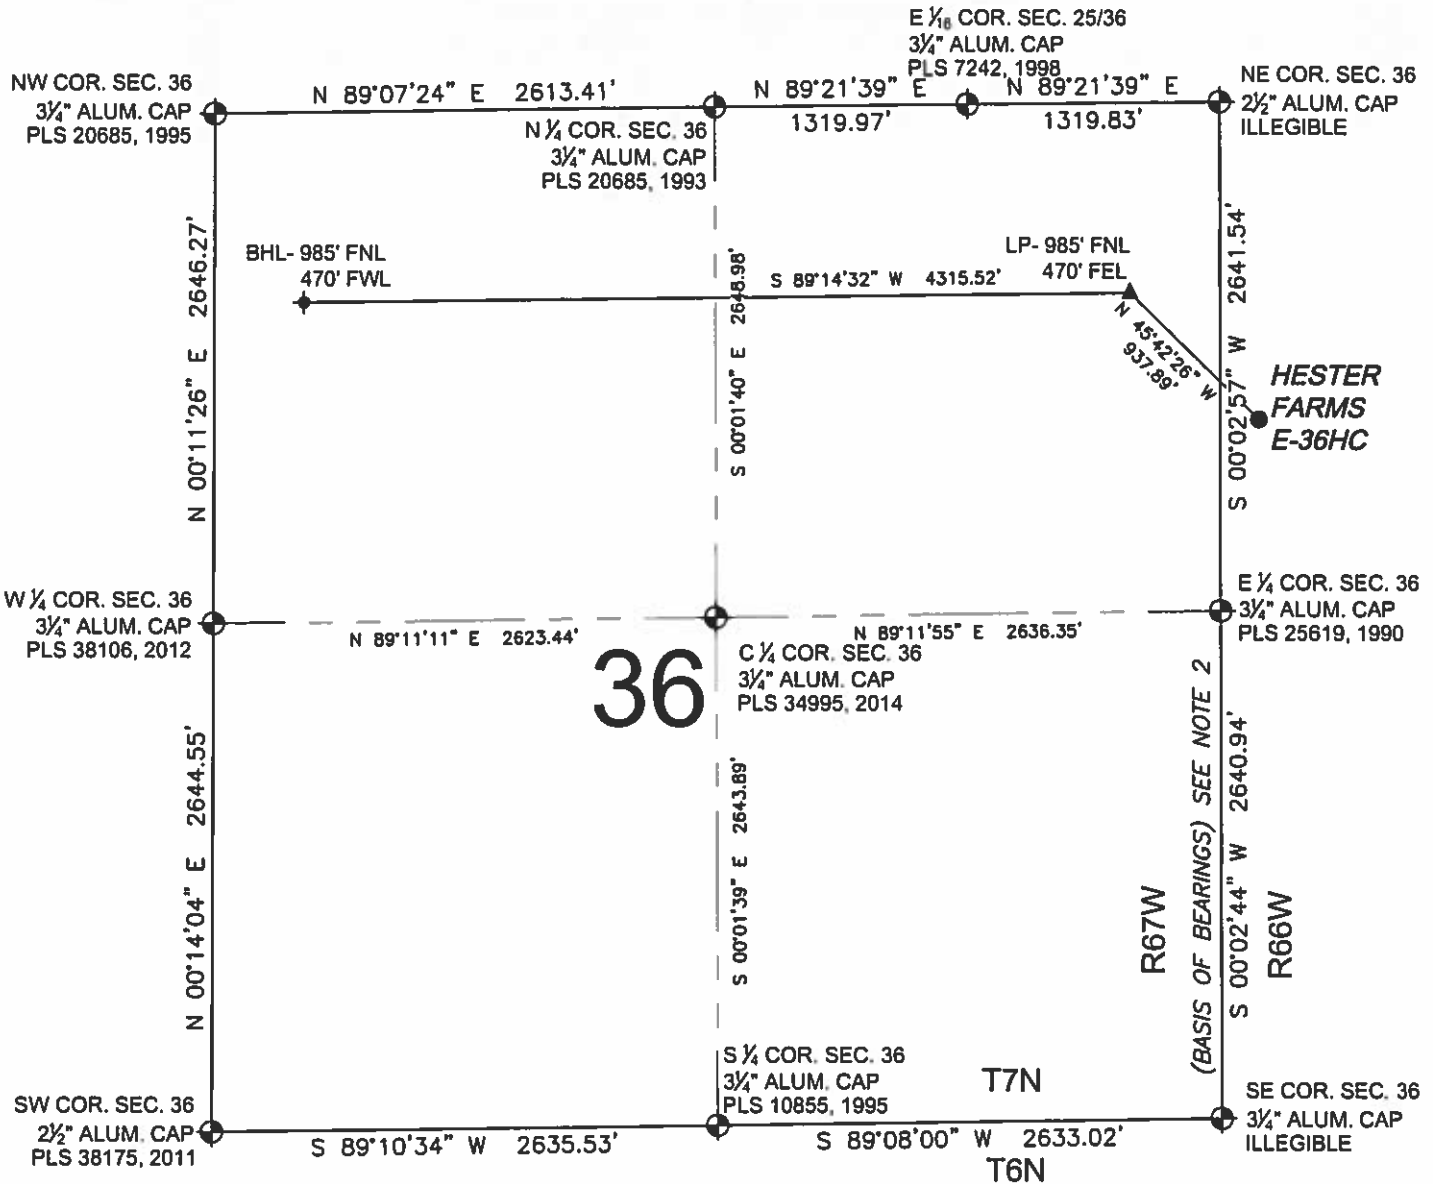 E 1/16 COR. SEC. 25/36
3¼" ALUM. CAP
PLS 7242, 1998
NW COR. SEC. 36
3¼" ALUM. CAP
PLS 20685, 1995
N 89°07'24" E 2613.41'
N 89°21'39" E
1319.97'
N 89°21'39" E
1319.83'
NE COR. SEC. 36
2½" ALUM. CAP
ILLEGIBLE
N ¼ COR. SEC. 36
3¼" ALUM. CAP
PLS 20685, 1993
BHL- 985' FNL
470' FWL
LP- 985' FNL
470' FEL
S 89°14'32" W 4315.52'
N 00°11'26" E 2646.27'
S 00°01'40" E 2648.98'
N 45°42'26" W
937.89'
S 00°02'57" W 2641.54'
HESTER
FARMS
E-36HC
W ¼ COR. SEC. 36
3¼" ALUM. CAP
PLS 38106, 2012
N 89°11'11" E 2623.44'
N 89°11'55" E 2636.35'
E ¼ COR. SEC. 36
3¼" ALUM. CAP
PLS 25619, 1990
36
C ¼ COR. SEC. 36
3¼" ALUM. CAP
PLS 34995, 2014
N 00°14'04" E 2644.55'
S 00°01'39" E 2643.89'
R67W
(BASIS OF BEARINGS) SEE NOTE 2
S 00°02'44" W 2640.94'
R66W
SW COR. SEC. 36
2½" ALUM. CAP
PLS 38175, 2011
S 89°10'34" W 2635.53'
S ¼ COR. SEC. 36
3¼" ALUM. CAP
PLS 10855, 1995
T7N
S 89°08'00" W 2633.02'
T6N
SE COR. SEC. 36
3¼" ALUM. CAP
ILLEGIBLE